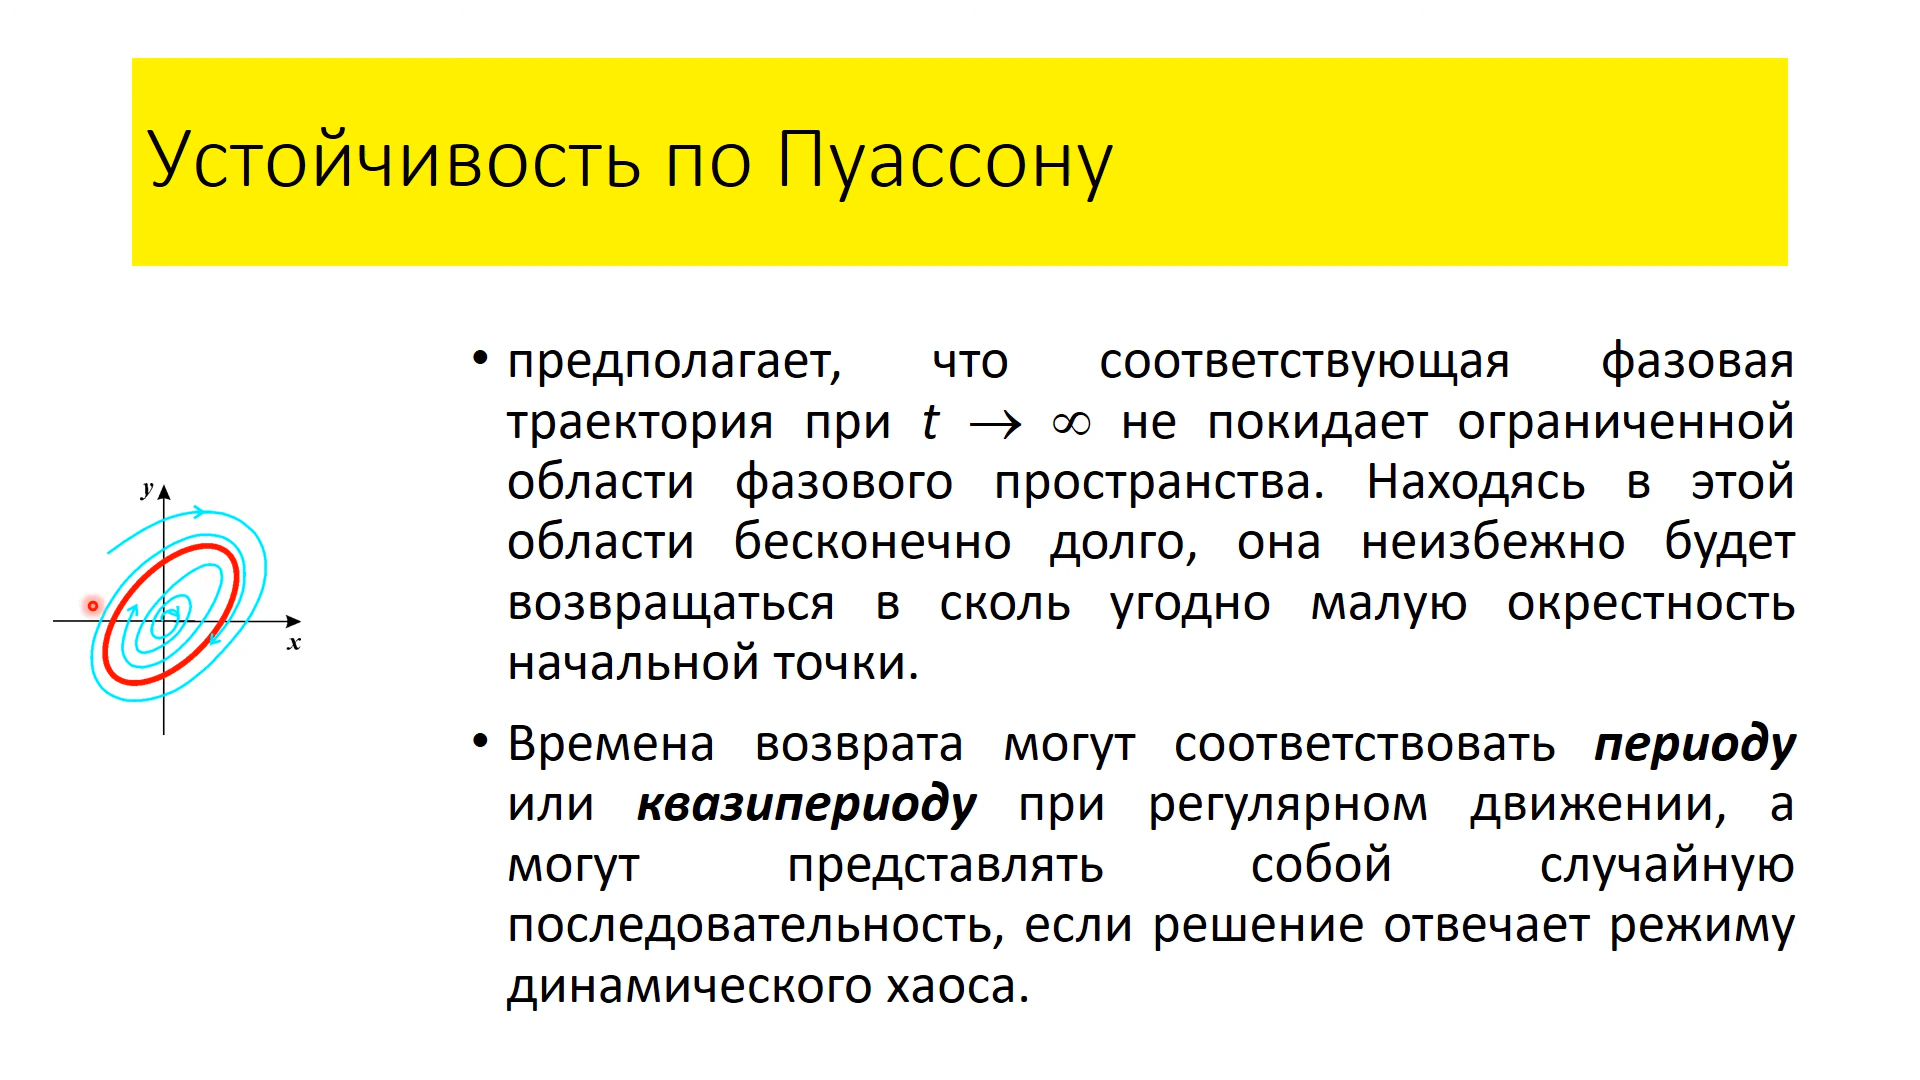 Устойчивость по Пуассону
• предполагает, что соответствующая фазовая
траектория при t → ∞ не покидает ограниченной
области фазового пространства. Находясь в этой
области бесконечно долго, она неизбежно будет
возвращаться в сколь угодно малую окрестность
начальной точки.
• Времена возврата могут соответствовать периоду
или квазипериоду при регулярном движении, а
могут представлять собой случайную
последовательность, если решение отвечает режиму
динамического хаоса.
y
x